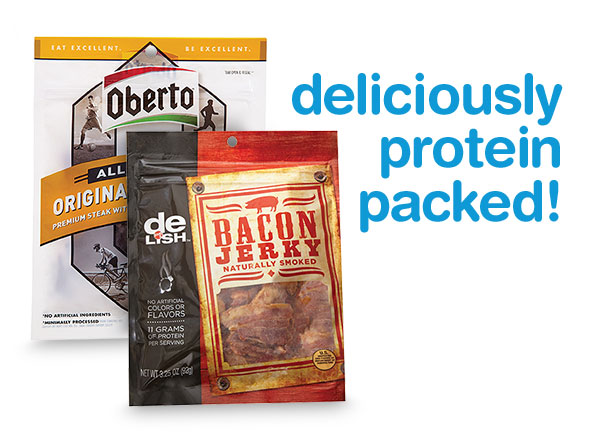 EAT EXCELLENT. BE EXCELLENT.
Oberto
ALL
ORIGINA
PREMIUM STEAK WIT
*NO ARTIFICIAL INGREDIENTS
*MINIMALLY PROCESSED
de
LISH
BACON
JERKY
NATURALLY SMOKED
NO ARTIFICIAL
COLORS OR
FLAVORS
11 GRAMS
OF PROTEIN
PER SERVING
NET WT 3.25 OZ (92g)
deliciously
protein
packed!